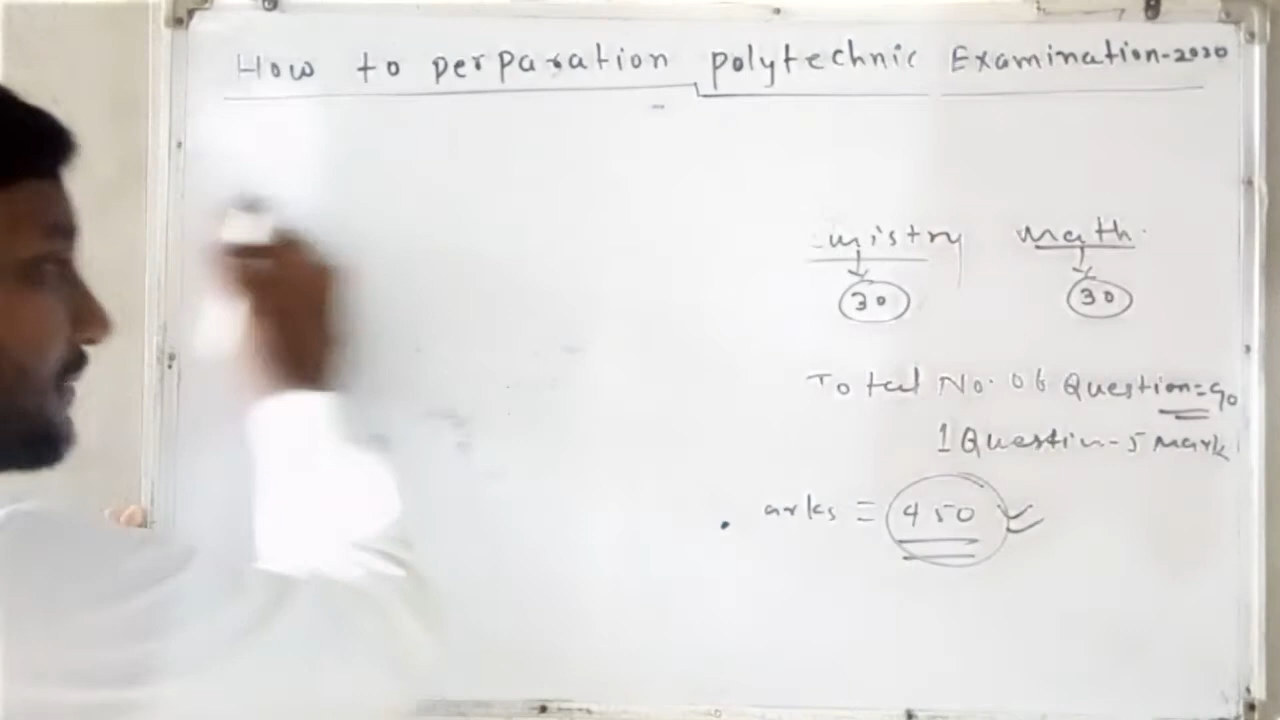 How to perparation polytechnic Examination-2020
mistry math.
30 30
Total No. Of Question=90
1 Question-5 mark
arks = 450